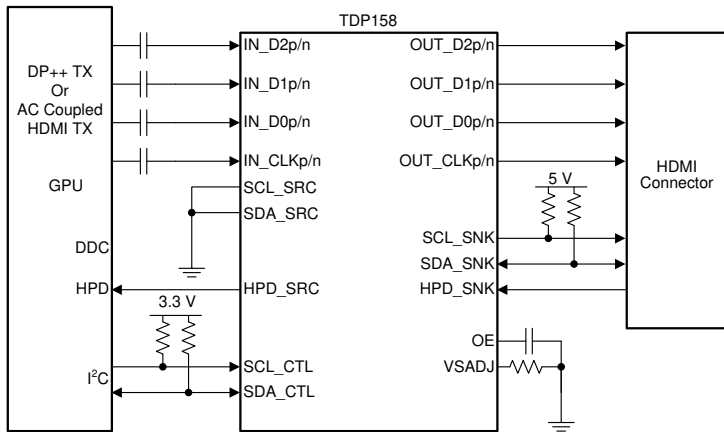 TDP158
DP++ TX
Or
AC Coupled
HDMI TX
GPU
DDC
HPD
I²C
3.3 V
IN_D2p/n
IN_D1p/n
IN_D0p/n
IN_CLKp/n
SCL_SRC
SDA_SRC
HPD_SRC
SCL_CTL
SDA_CTL
OUT_D2p/n
OUT_D1p/n
OUT_D0p/n
OUT_CLKp/n
SCL_SNK
SDA_SNK
HPD_SNK
OE
VSADJ
5 V
HDMI
Connector